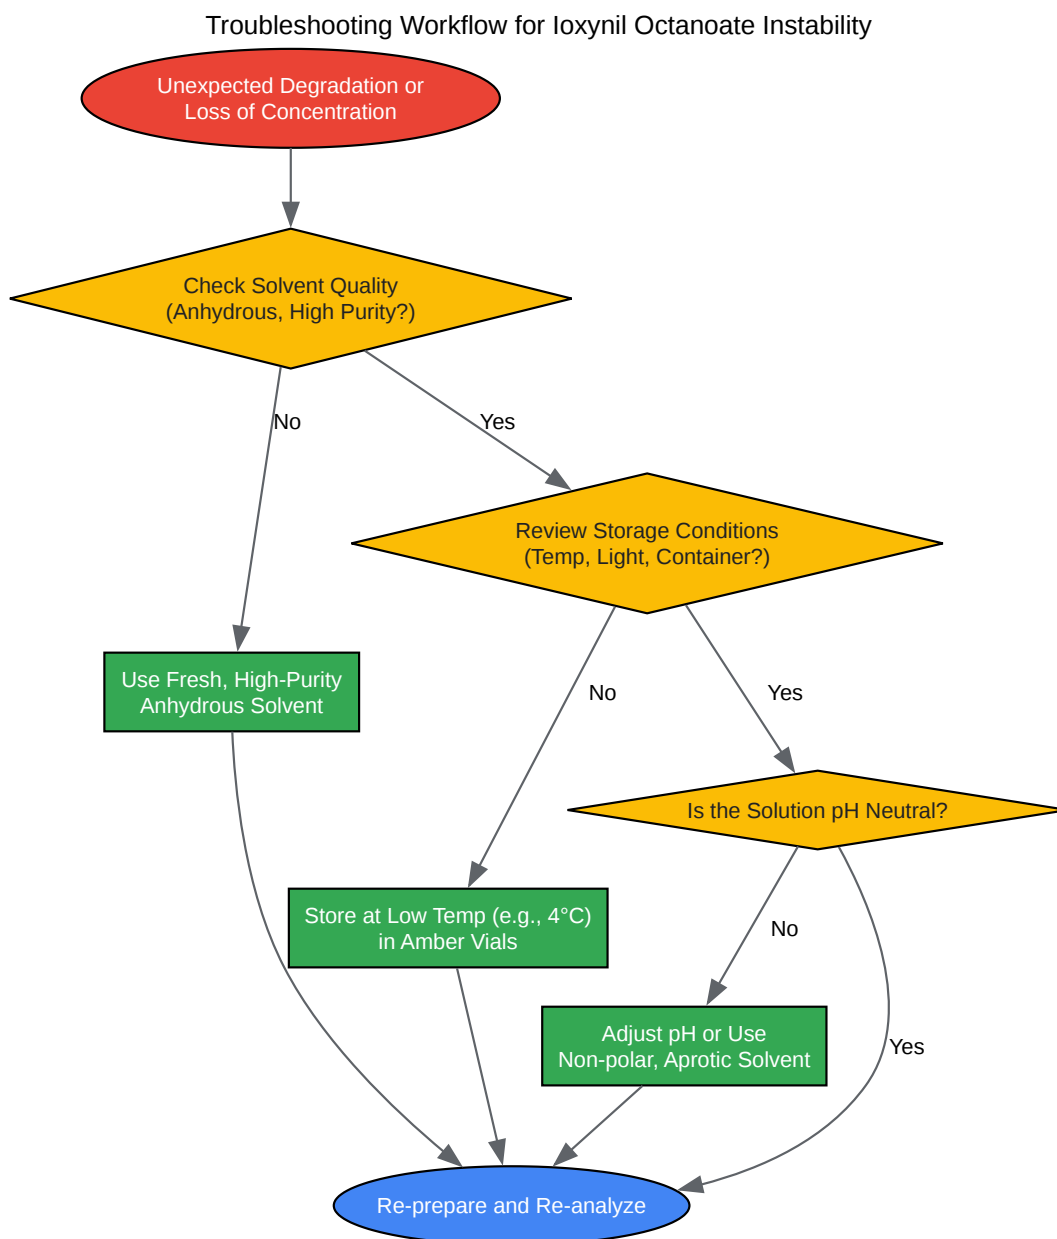 Troubleshooting Workflow for Ioxynil Octanoate Instability
Unexpected Degradation or
Loss of Concentration
Check Solvent Quality
(Anhydrous, High Purity?)
No
Yes
Review Storage Conditions
(Temp, Light, Container?)
Use Fresh, High-Purity
Anhydrous Solvent
No
Yes
Is the Solution pH Neutral?
Store at Low Temp (e.g., 4°C)
in Amber Vials
No
Adjust pH or Use
Non-polar, Aprotic Solvent
Yes
Re-prepare and Re-analyze